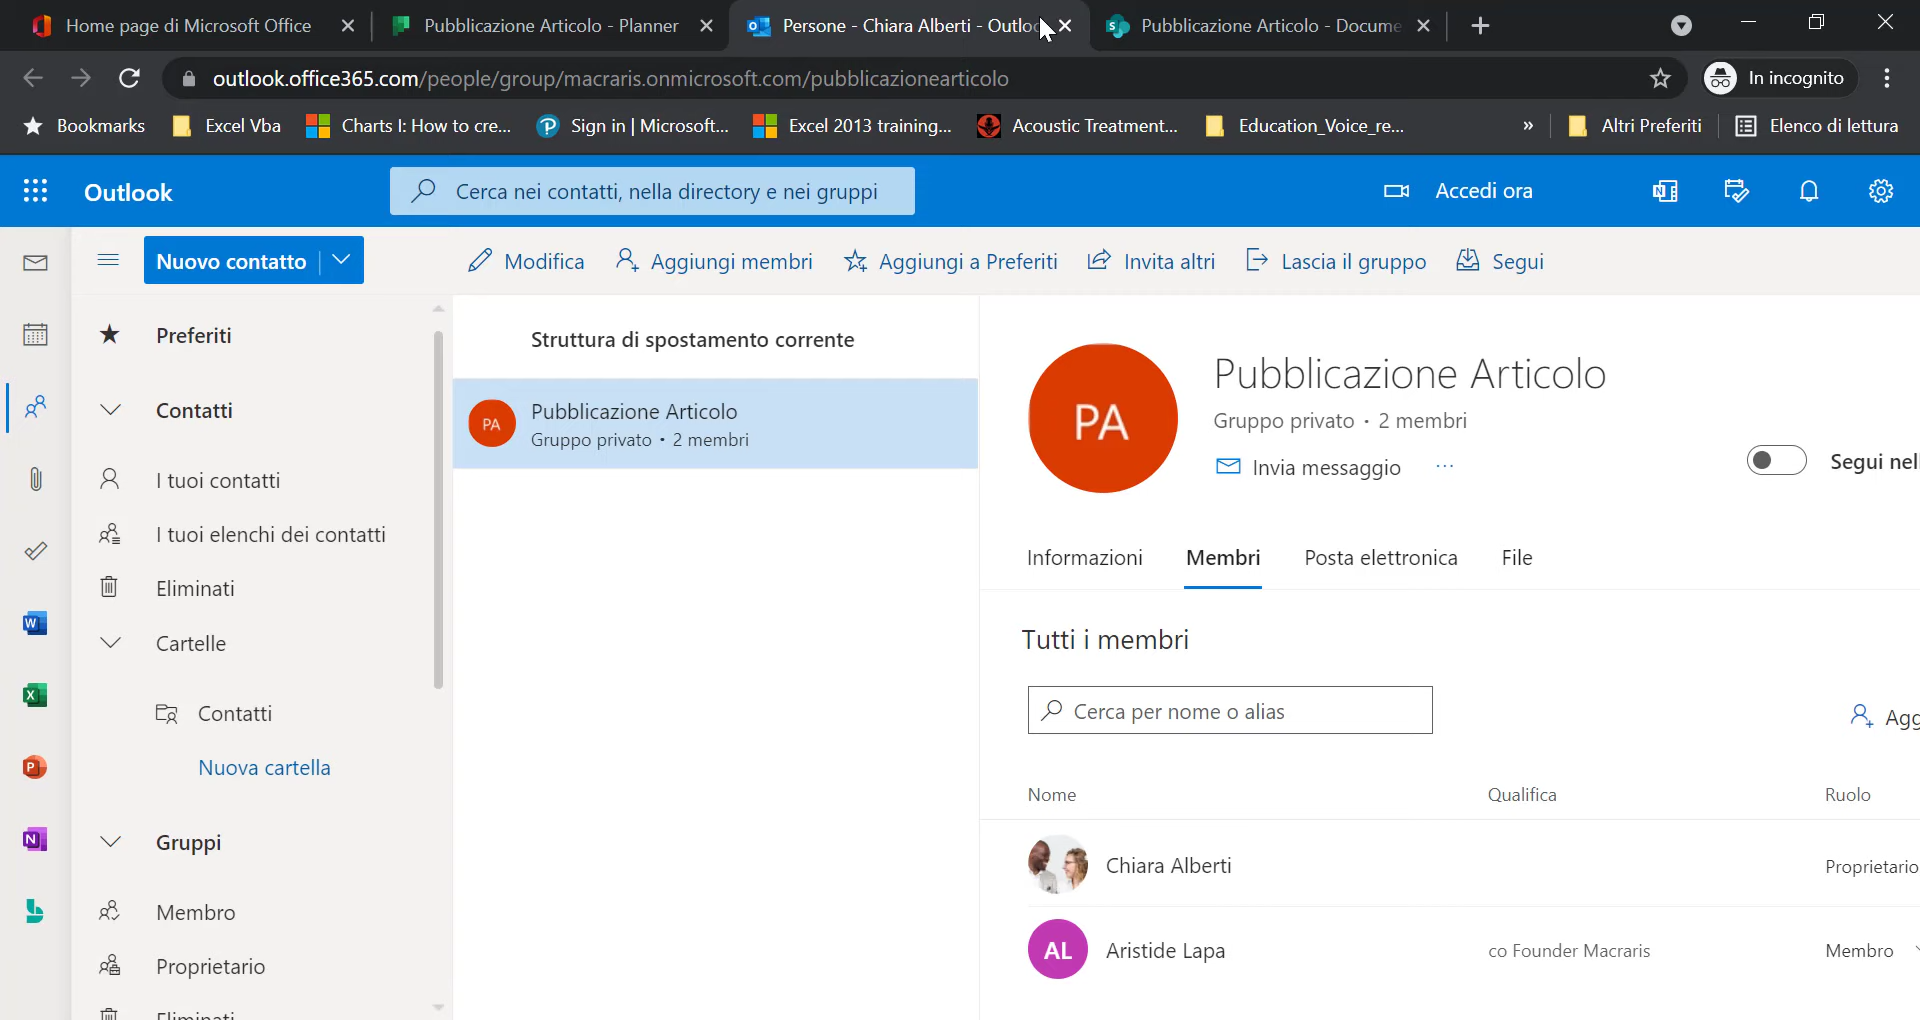 Home page di Microsoft Office
Pubblicazione Articolo - Planner
Persone - Chiara Alberti - Outlo
Pubblicazione Articolo - Docume
outlook.office365.com/people/group/macraris.onmicrosoft.com/pubblicazionearticolo
In incognito
Bookmarks
Excel Vba
Charts I: How to cre...
Sign in | Microsoft...
Excel 2013 training...
Acoustic Treatment...
Education_Voice_re...
»
Altri Preferiti
Elenco di lettura
Outlook
Cerca nei contatti, nella directory e nei gruppi
Accedi ora
Nuovo contatto
Modifica
Aggiungi membri
Aggiungi a Preferiti
Invita altri
Lascia il gruppo
Segui
Preferiti
Contatti
I tuoi contatti
I tuoi elenchi dei contatti
Eliminati
Cartelle
Contatti
Nuova cartella
Gruppi
Membro
Proprietario
Eliminati
Struttura di spostamento corrente
PA
Pubblicazione Articolo
Gruppo privato • 2 membri
PA
Pubblicazione Articolo
Gruppo privato • 2 membri
Invia messaggio
...
Segui nel
Informazioni
Membri
Posta elettronica
File
Tutti i membri
Cerca per nome o alias
Agg
Nome
Qualifica
Ruolo
Chiara Alberti
Proprietario
AL
Aristide Lapa
co Founder Macraris
Membro